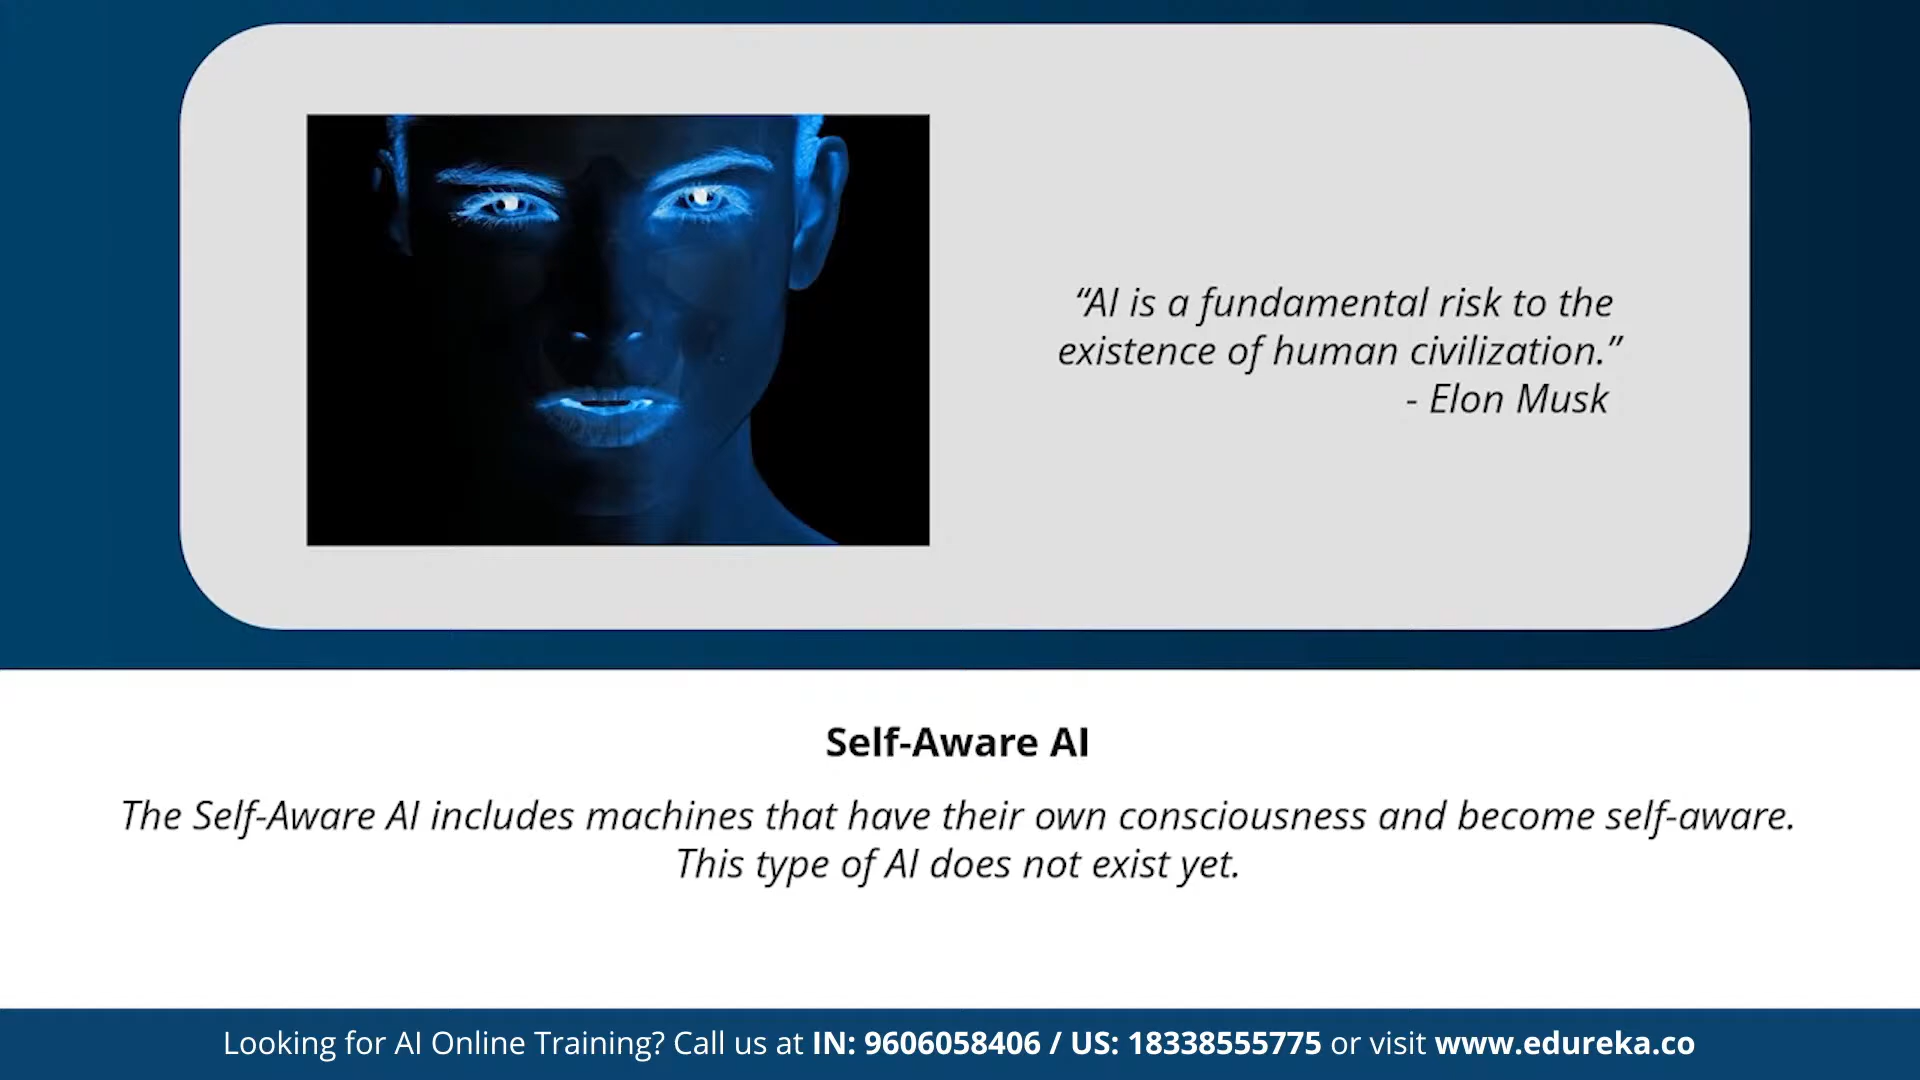 “AI is a fundamental risk to the
existence of human civilization.”
- Elon Musk
Self-Aware AI
The Self-Aware AI includes machines that have their own consciousness and become self-aware.
This type of AI does not exist yet.
Looking for AI Online Training? Call us at IN: 9606058406 / US: 18338555775 or visit www.edureka.co